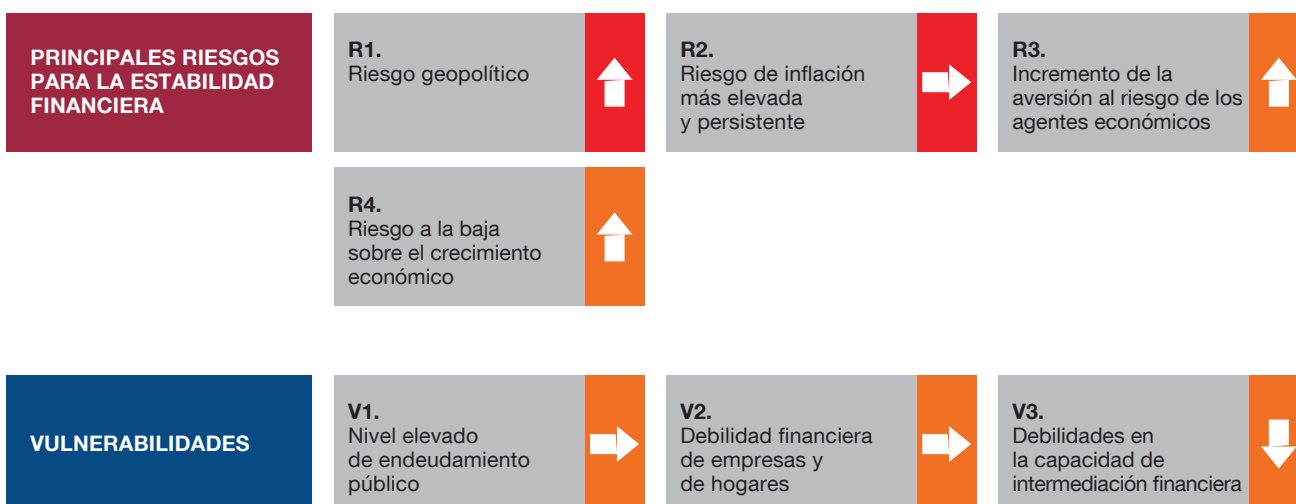 PRINCIPALES RIESGOS
PARA LA ESTABILIDAD
FINANCIERA
R1.
Riesgo geopolítico
R2.
Riesgo de inflación
más elevada
y persistente
R3.
Incremento de la
aversión al riesgo de los
agentes económicos
R4.
Riesgo a la baja
sobre el crecimiento
económico
VULNERABILIDADES
V1.
Nivel elevado
de endeudamiento
público
V2.
Debilidad financiera
de empresas y
de hogares
V3.
Debilidades en
la capacidad de
intermediación financiera